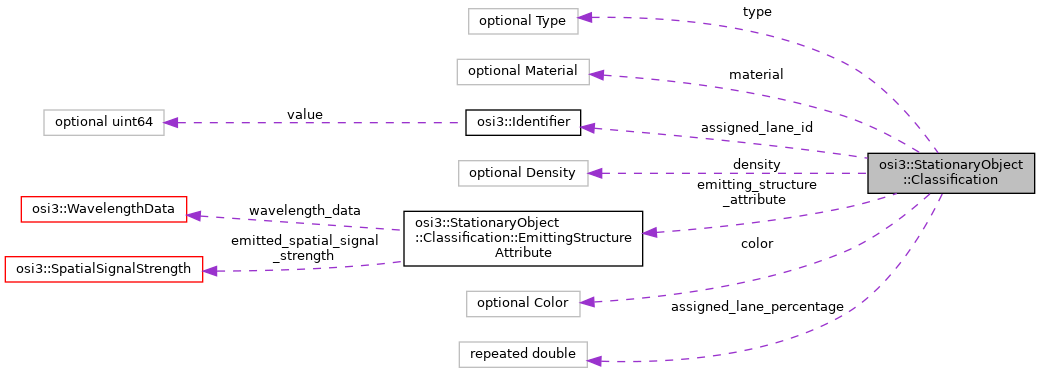 type
optional Type
optional Material
material
value
optional uint64
osi3::Identifier
assigned_lane_id
osi3::StationaryObject
::Classification
density
optional Density
emitting_structure
_attribute
osi3::WavelengthData
wavelength_data
osi3::StationaryObject
::Classification::EmittingStructure
Attribute
emitted_spatial_signal
_strength
osi3::SpatialSignalStrength
color
optional Color
assigned_lane_percentage
repeated double